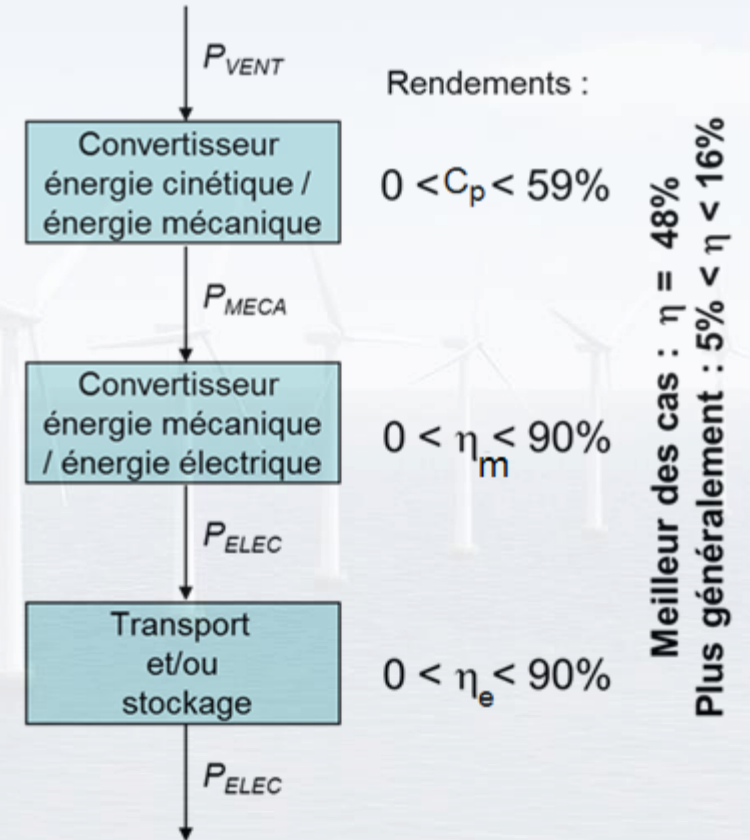 P_VENT
Rendements :
Convertisseur
énergie cinétique /
énergie mécanique
0 < C_p < 59%
P_MECA
Convertisseur
énergie mécanique
/ énergie électrique
0 < η_m < 90%
P_ELEC
Transport
et/ou
stockage
0 < η_e < 90%
P_ELEC
Meilleur des cas : η = 48%
Plus généralement : 5% < η < 16%